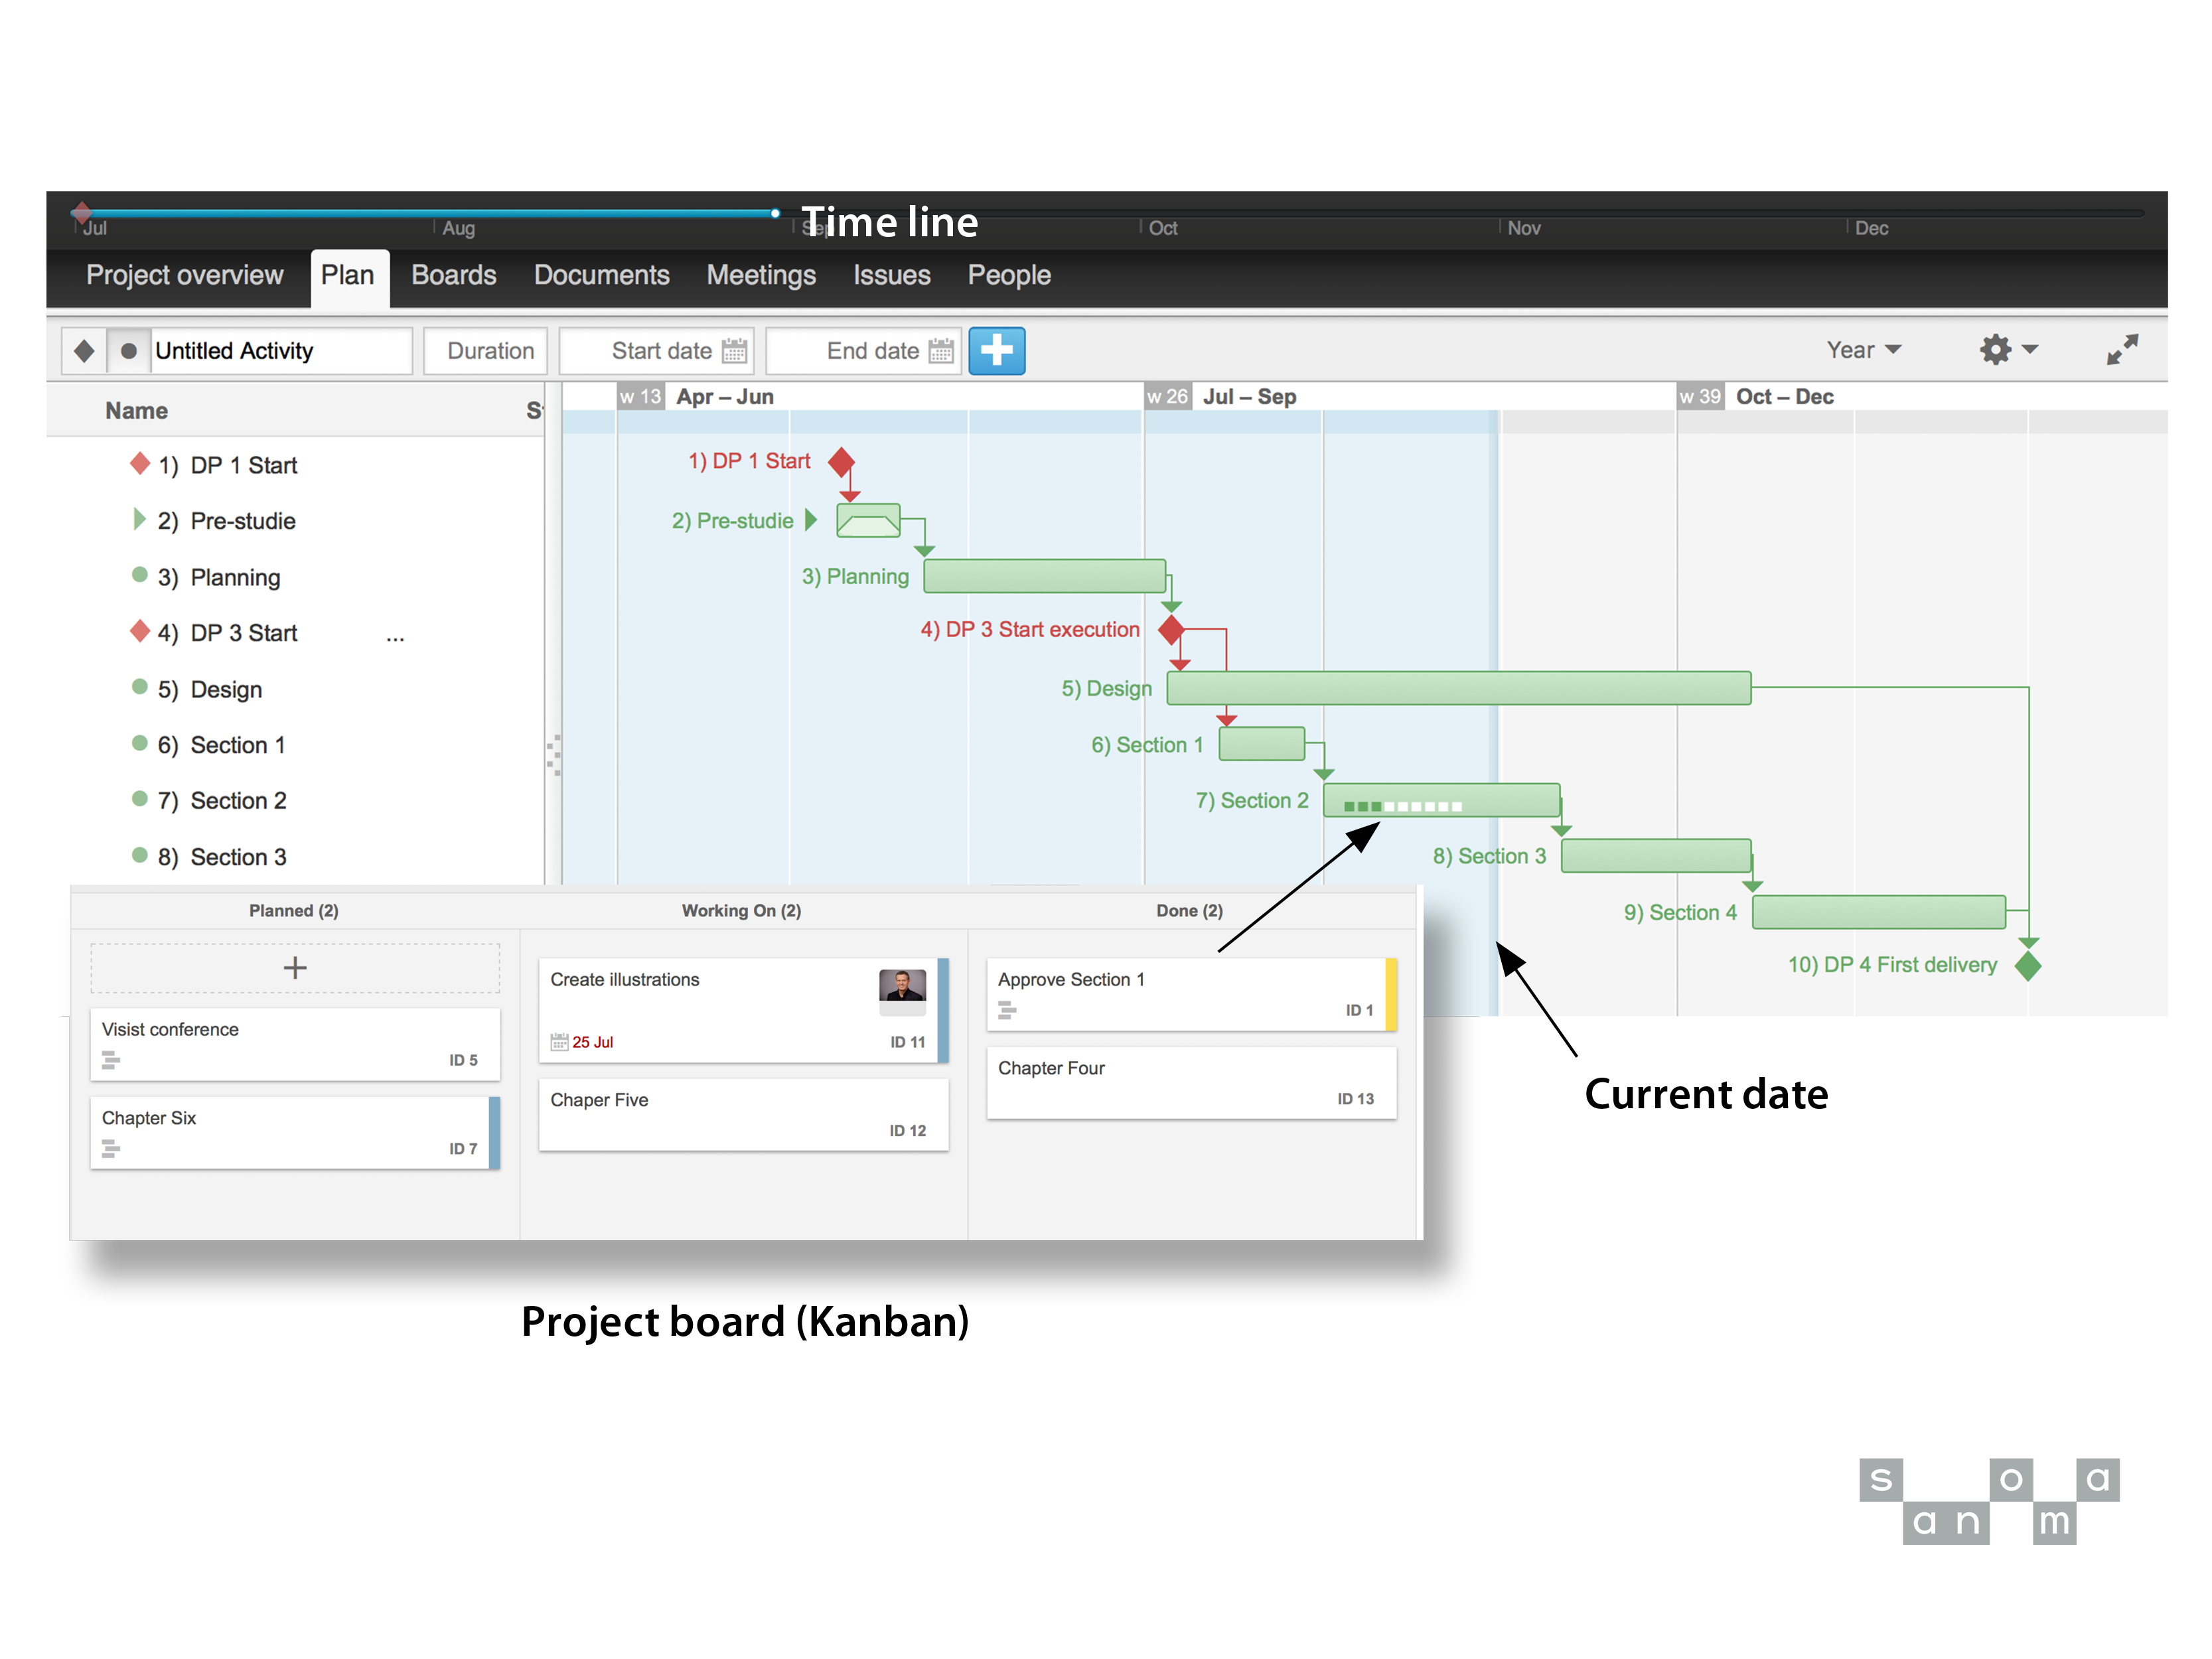 Time line
Jul Aug Sep Oct Nov Dec
Project overview Plan Boards Documents Meetings Issues People
Untitled Activity Duration Start date End date Year
Name St
w 13 Apr – Jun w 26 Jul – Sep w 39 Oct – Dec
1) DP 1 Start
2) Pre-studie
3) Planning
4) DP 3 Start ...
5) Design
6) Section 1
7) Section 2
8) Section 3
1) DP 1 Start
2) Pre-studie
3) Planning
4) DP 3 Start execution
5) Design
6) Section 1
7) Section 2
8) Section 3
9) Section 4
10) DP 4 First delivery
Planned (2)
Visist conference
ID 5
Chapter Six
ID 7
Working On (2)
Create illustrations
25 Jul ID 11
Chaper Five
ID 12
Done (2)
Approve Section 1
ID 1
Chapter Four
ID 13
Current date
Project board (Kanban)
sanoma